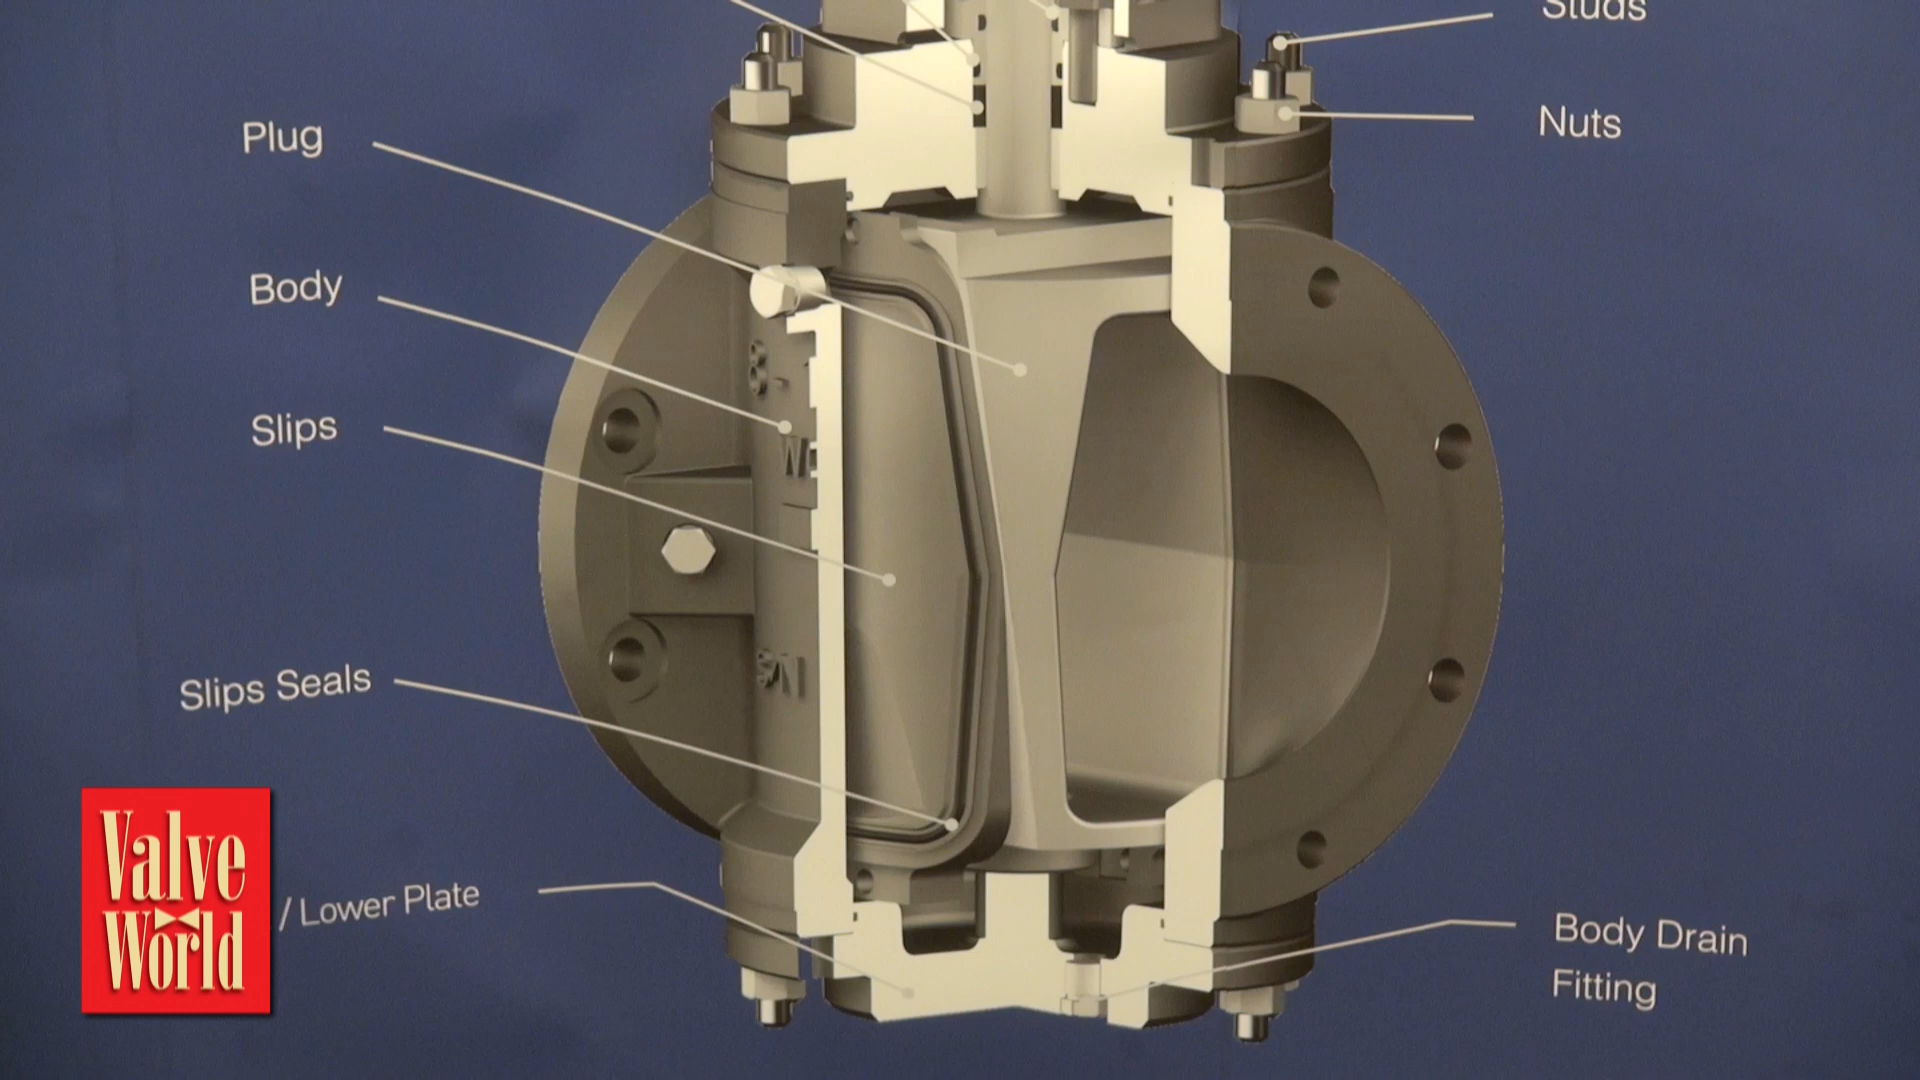 Studs
Nuts
Plug
Body
Slips
Slips Seals
/ Lower Plate
Body Drain
Fitting
Valve
World